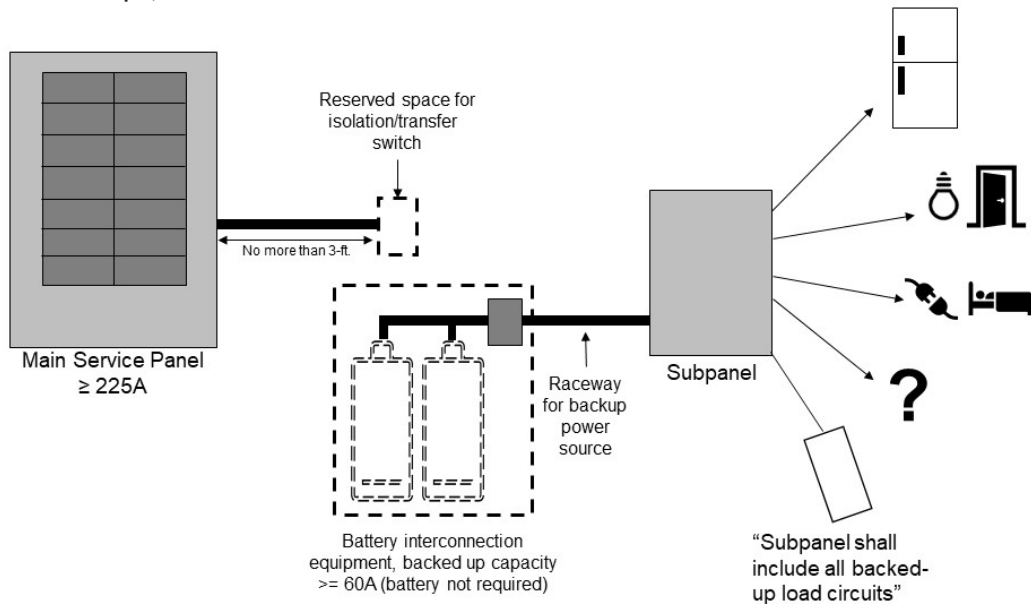 Reserved space for
isolation/transfer
switch
No more than 3-ft.
Main Service Panel
≥ 225A
Subpanel
Raceway
for backup
power
source
?
Battery interconnection
equipment, backed up capacity
>= 60A (battery not required)
“Subpanel shall
include all backed-
up load circuits”